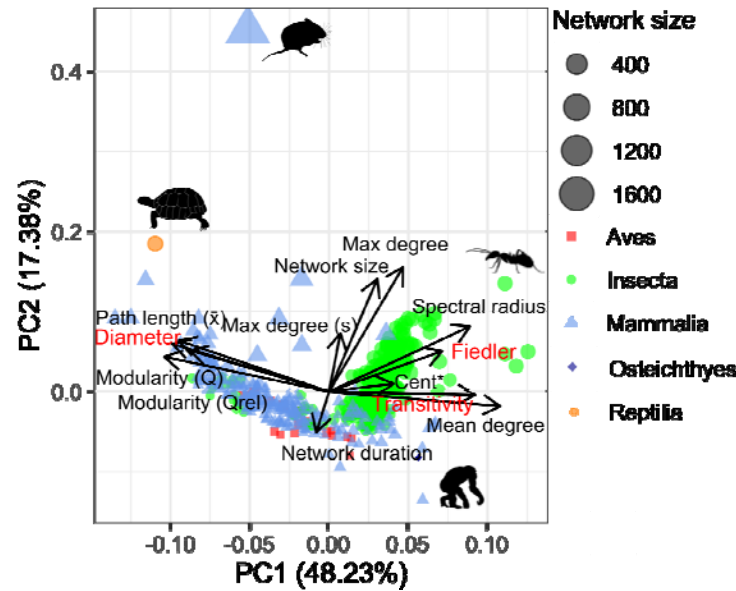 Network size
400
800
1200
1600
Aves
Insecta
Mammalia
Osteichthyes
Reptilia
PC2 (17.38%)
0.4
0.2
0.0
Max degree
Network size
Spectral radius
Path length (x̄)
Max degree (s)
Diameter
Fiedler
Modularity (Q)
Cent*
Modularity (Qrel)
Transitivity
Mean degree
Network duration
-0.10
-0.05
0.00
0.05
0.10
PC1 (48.23%)